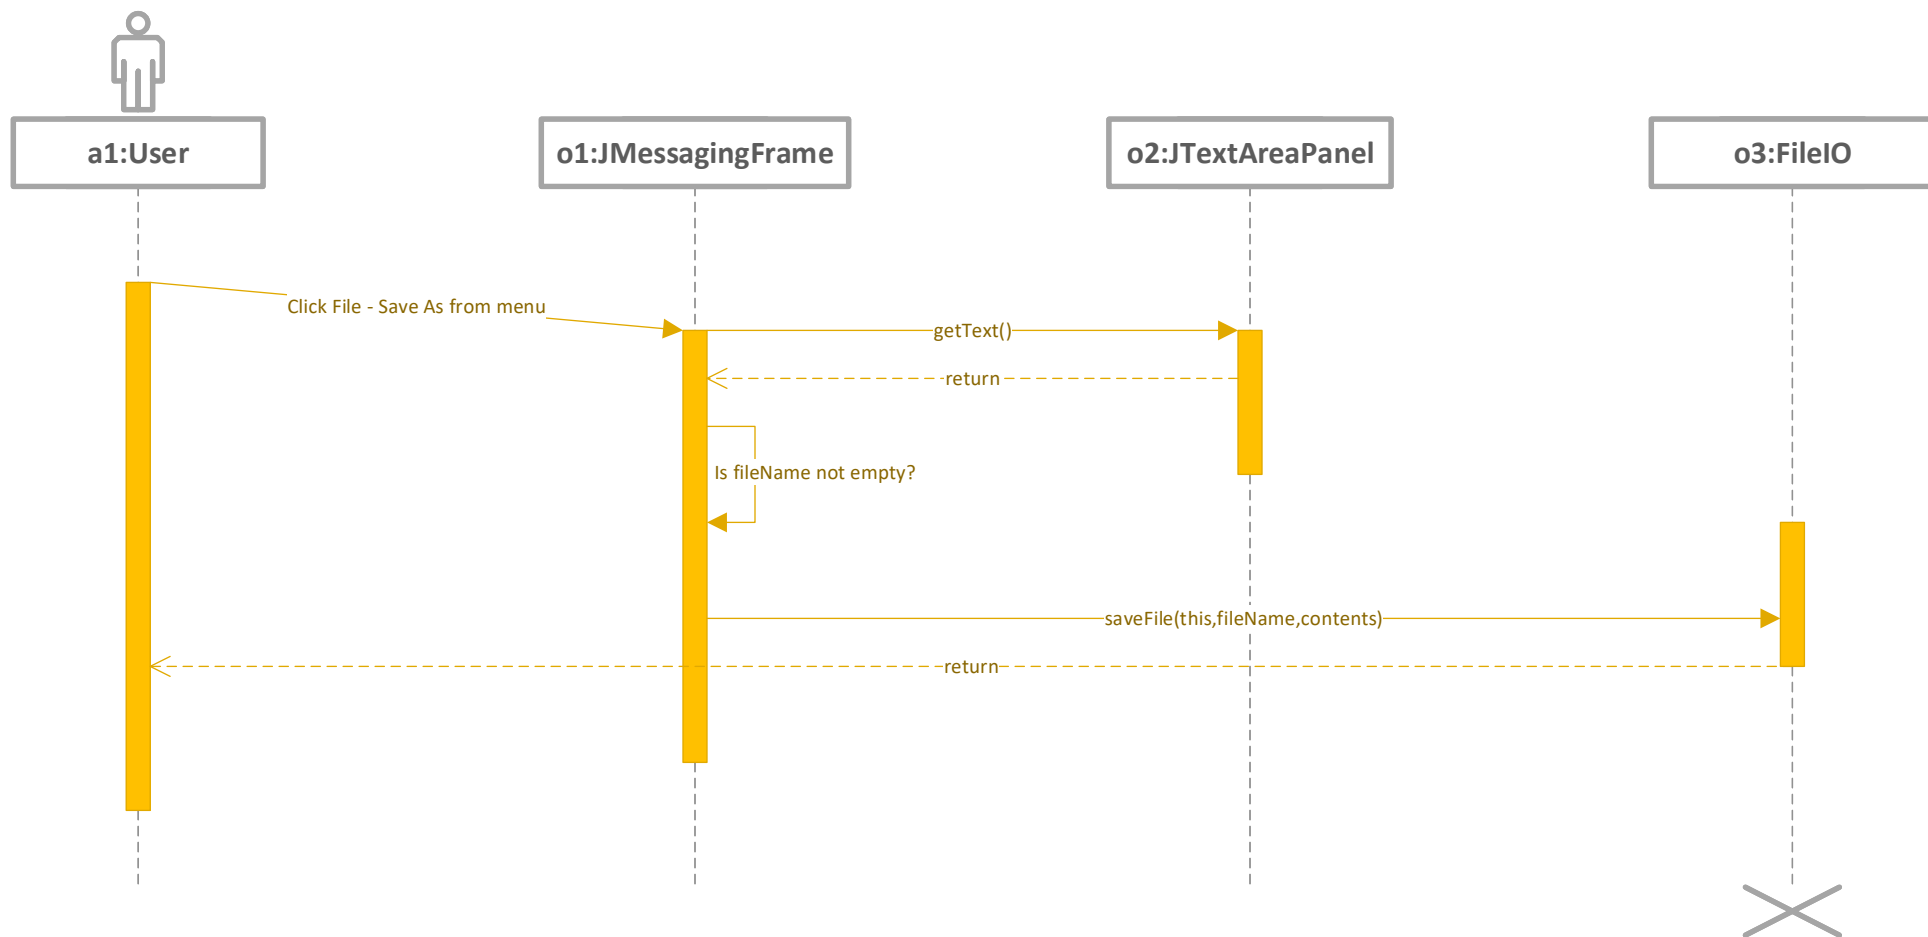 a1:User
o1:JMessagingFrame
o2:JTextAreaPanel
o3:FileIO
Click File - Save As from menu
getText()
return
Is fileName not empty?
saveFile(this,fileName,contents)
return